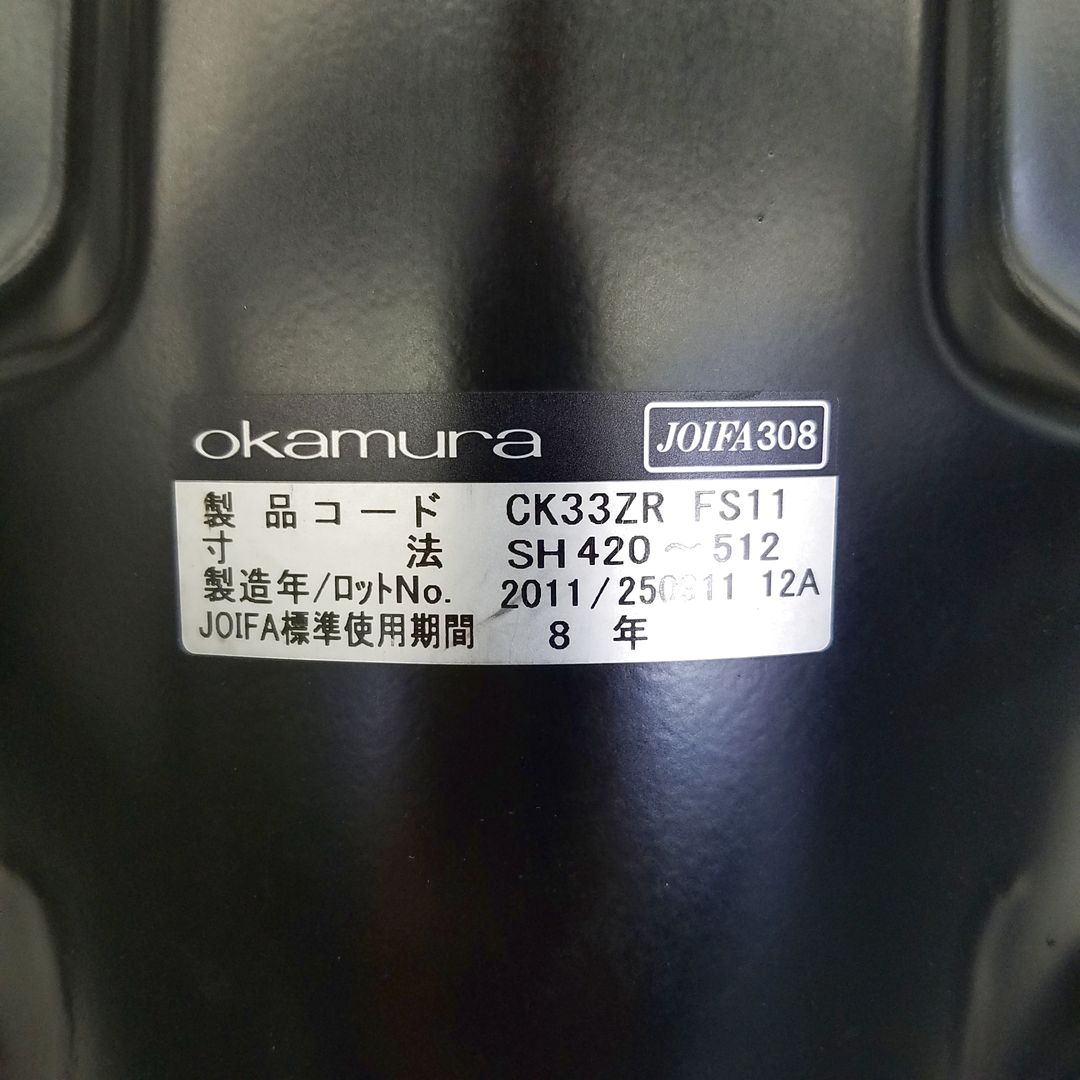 okamura JOIFA308
製品コード CK33ZR FS11
寸法 SH420～512
製造年/ロットNo. 2011/ 12A
JOIFA標準使用期間 8年